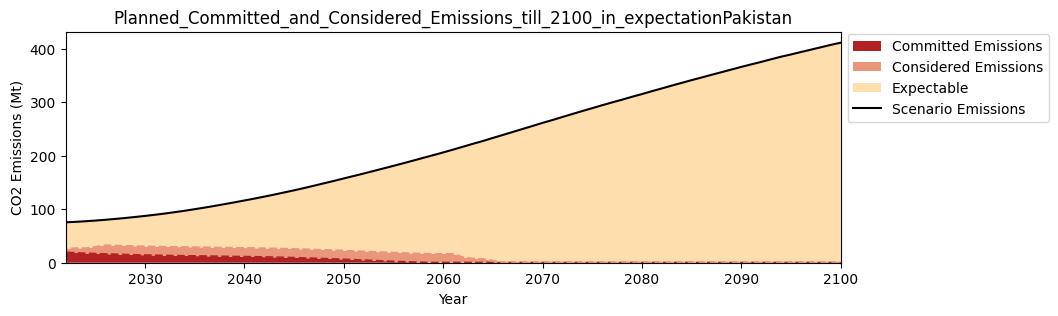 Planned_Committed_and_Considered_Emissions_till_2100_in_expectationPakistan
Committed Emissions
Considered Emissions
Expectable
Scenario Emissions
CO2 Emissions (Mt)
400
300
200
100
0
2030 2040 2050 2060 2070 2080 2090 2100
Year